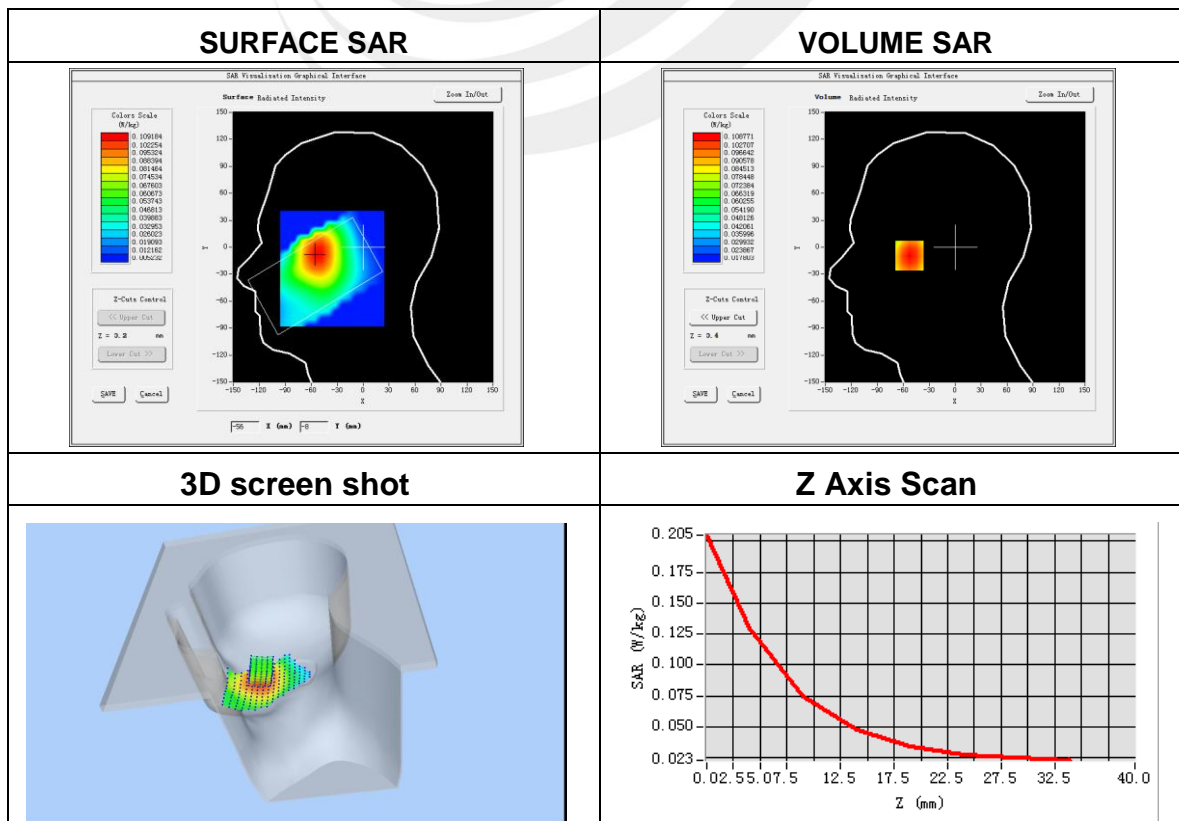 SURFACE SAR
VOLUME SAR
SAR Visualisation Graphical Interface
Surface Radiated Intensity
Zoom In/Out
Colors Scale
(W/kg)
0.109184
0.102254
0.095324
0.088394
0.081464
0.074534
0.067603
0.060673
0.053743
0.046813
0.039883
0.032953
0.026023
0.019093
0.012162
0.005232
Z-Cuts Control
<< Upper Cut
Z = 3.2 mm
Lower Cut >>
SAVE
Cancel
150
120
90
60
30
0
-30
-60
-90
-120
-150
Y
-150 -120 -90 -60 -30 0 30 60 90 120 150
X
-56 X (mm) -8 Y (mm)
SAR Visualisation Graphical Interface
Volume Radiated Intensity
Zoom In/Out
Colors Scale
(W/kg)
0.108771
0.102707
0.096642
0.090578
0.084513
0.078448
0.072384
0.066319
0.060255
0.054190
0.048126
0.042061
0.035996
0.029932
0.023867
0.017803
Z-Cuts Control
<< Upper Cut
Z = 3.4 mm
Lower Cut >>
SAVE
Cancel
150
120
90
60
30
0
-30
-60
-90
-120
-150
Y
-150 -120 -90 -60 -30 0 30 60 90 120 150
X
3D screen shot
Z Axis Scan
0.205
0.175
0.150
0.125
0.100
0.075
0.050
0.023
SAR (W/kg)
0.0 2.5 5.0 7.5 12.5 17.5 22.5 27.5 32.5 40.0
Z (mm)